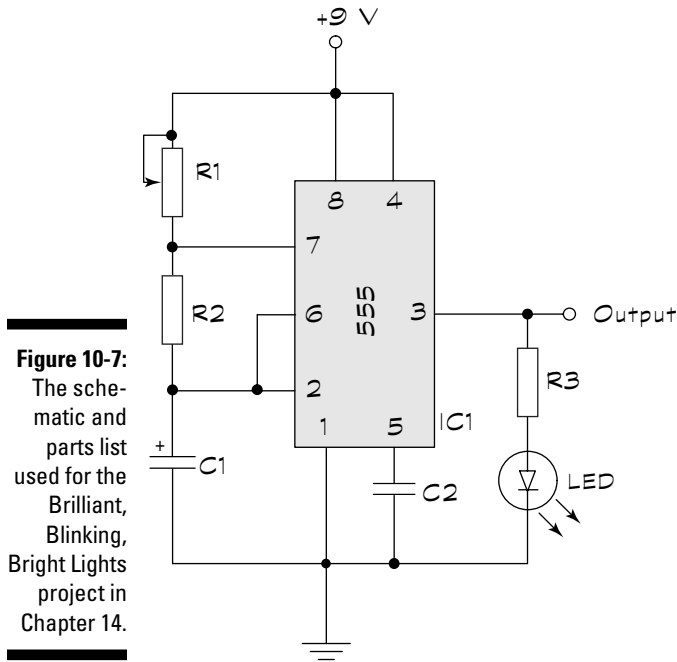 +9 V
R1
8 4
7
R2
6
555
3
Output
2
R3
1 5
IC1
+
C1
C2
LED
Figure 10-7:
The sche-
matic and
parts list
used for the
Brilliant,
Blinking,
Bright Lights
project in
Chapter 14.